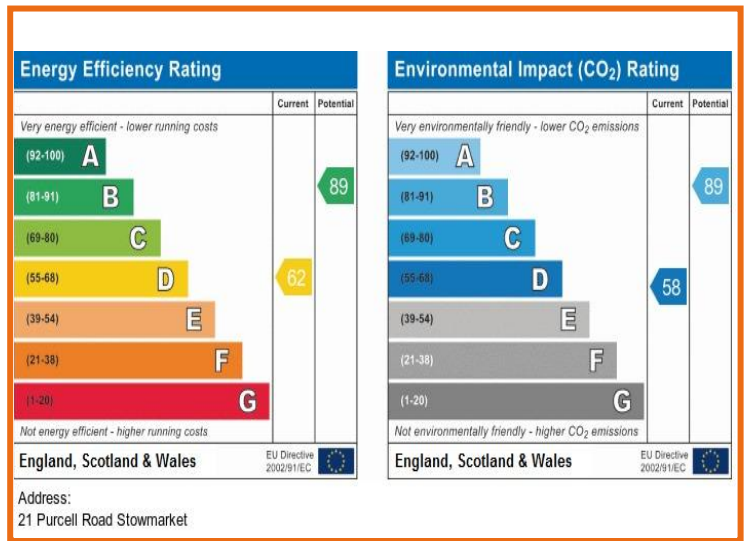 Energy Efficiency Rating
Current Potential
Very energy efficient - lower running costs
(92-100) A
(81-91) B
89
(69-80) C
(55-68) D
62
(39-54) E
(21-38) F
(1-20) G
Not energy efficient - higher running costs
England, Scotland & Wales
EU Directive
2002/91/EC
Environmental Impact (CO₂) Rating
Current Potential
Very environmentally friendly - lower CO₂ emissions
(92-100) A
(81-91) B
89
(69-80) C
(55-68) D
58
(39-54) E
(21-38) F
(1-20) G
Not environmentally friendly - higher CO₂ emissions
England, Scotland & Wales
EU Directive
2002/91/EC
Address:
21 Purcell Road Stowmarket